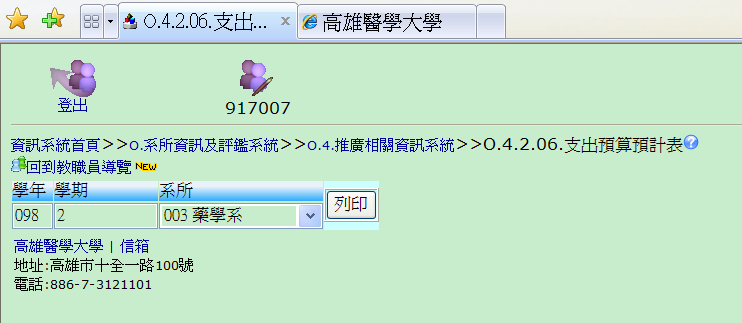 O.4.2.06.支出... × 高雄醫學大學
登出 917007
資訊系統首頁>>O.系所資訊及評鑑系統>>O.4.推廣相關資訊系統>>O.4.2.06.支出預算預計表?
回到教職員導覽 NEW
學年 學期 系所
098 2 003 藥學系 列印
高雄醫學大學 | 信箱
地址:高雄市十全一路100號
電話:886-7-3121101